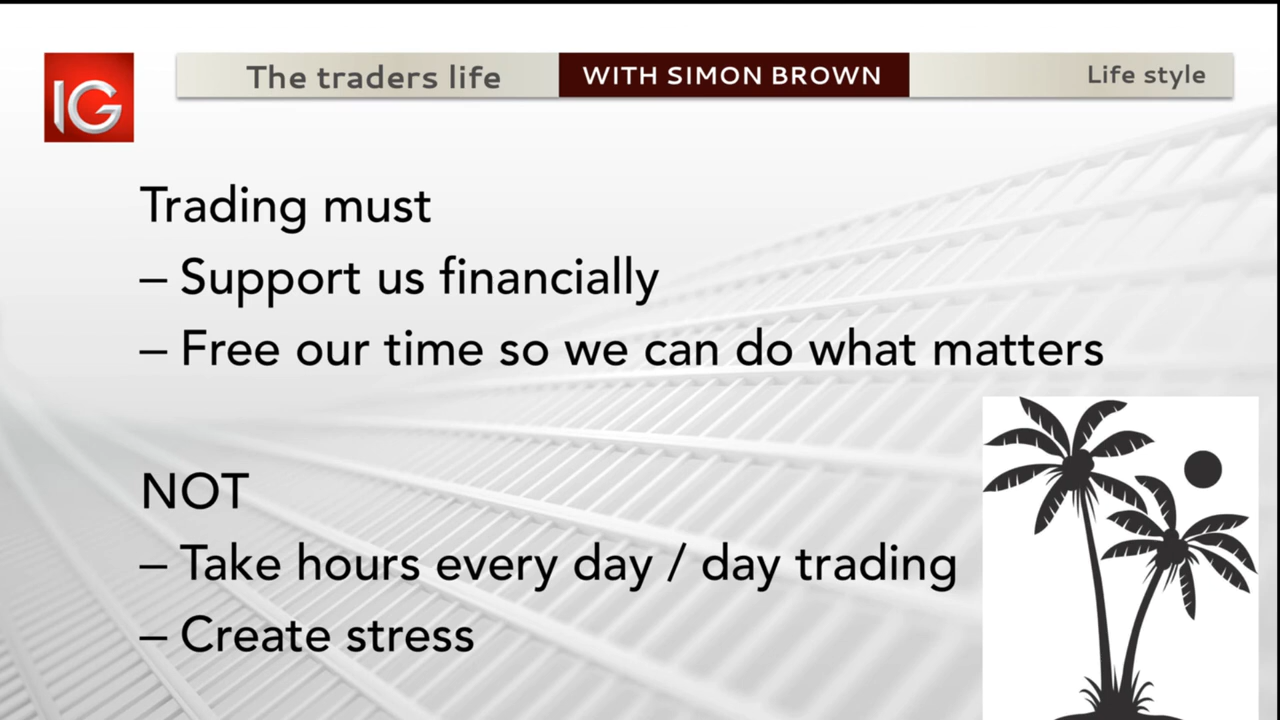 IG
The traders life
WITH SIMON BROWN
Life style
Trading must
– Support us financially
– Free our time so we can do what matters
NOT
– Take hours every day / day trading
– Create stress